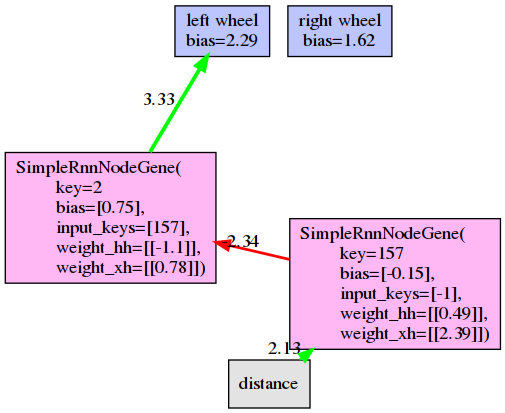 left wheel
bias=2.29
right wheel
bias=1.62
3.33
SimpleRnnNodeGene(
key=2
bias=[0.75],
input_keys=[157],
weight_hh=[[-1.1]],
weight_xh=[[0.78]])
-2.34
SimpleRnnNodeGene(
key=157
bias=[-0.15],
input_keys=[-1],
weight_hh=[[0.49]],
weight_xh=[[2.39]])
2.13
distance